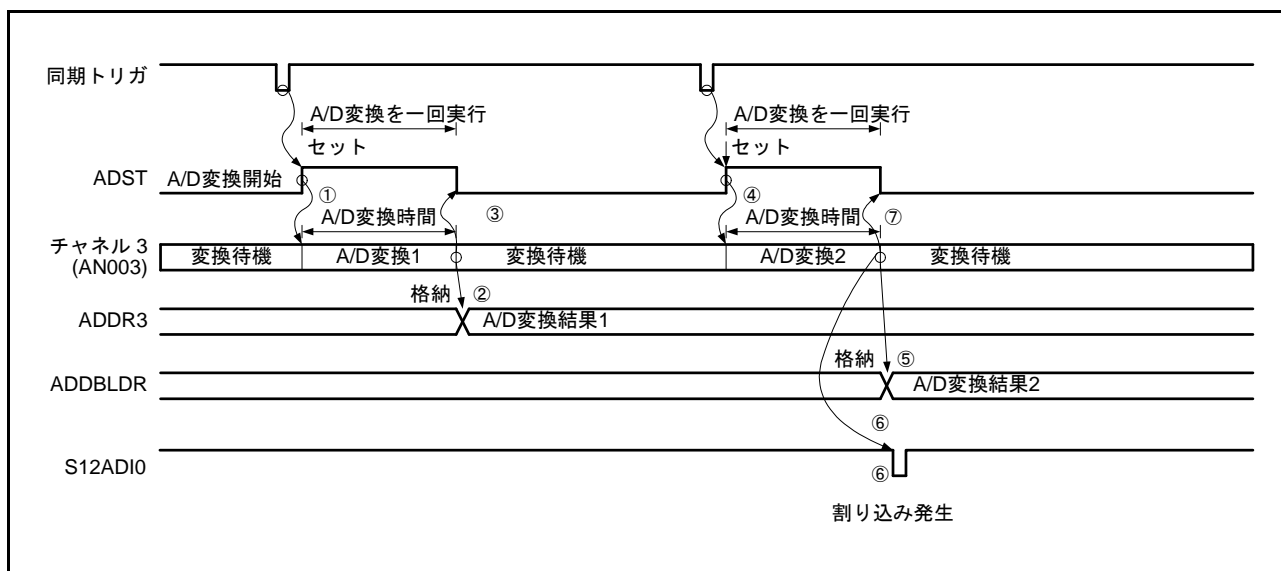 同期トリガ
A/D変換を一回実行
A/D変換を一回実行
セット
セット
ADST
A/D変換開始
①
④
A/D変換時間
③
A/D変換時間
⑦
チャネル 3
(AN003)
変換待機
A/D変換1
変換待機
A/D変換2
変換待機
格納
②
ADDR3
A/D変換結果1
格納
⑤
ADDBLDR
A/D変換結果2
⑥
S12ADI0
⑥
割り込み発生